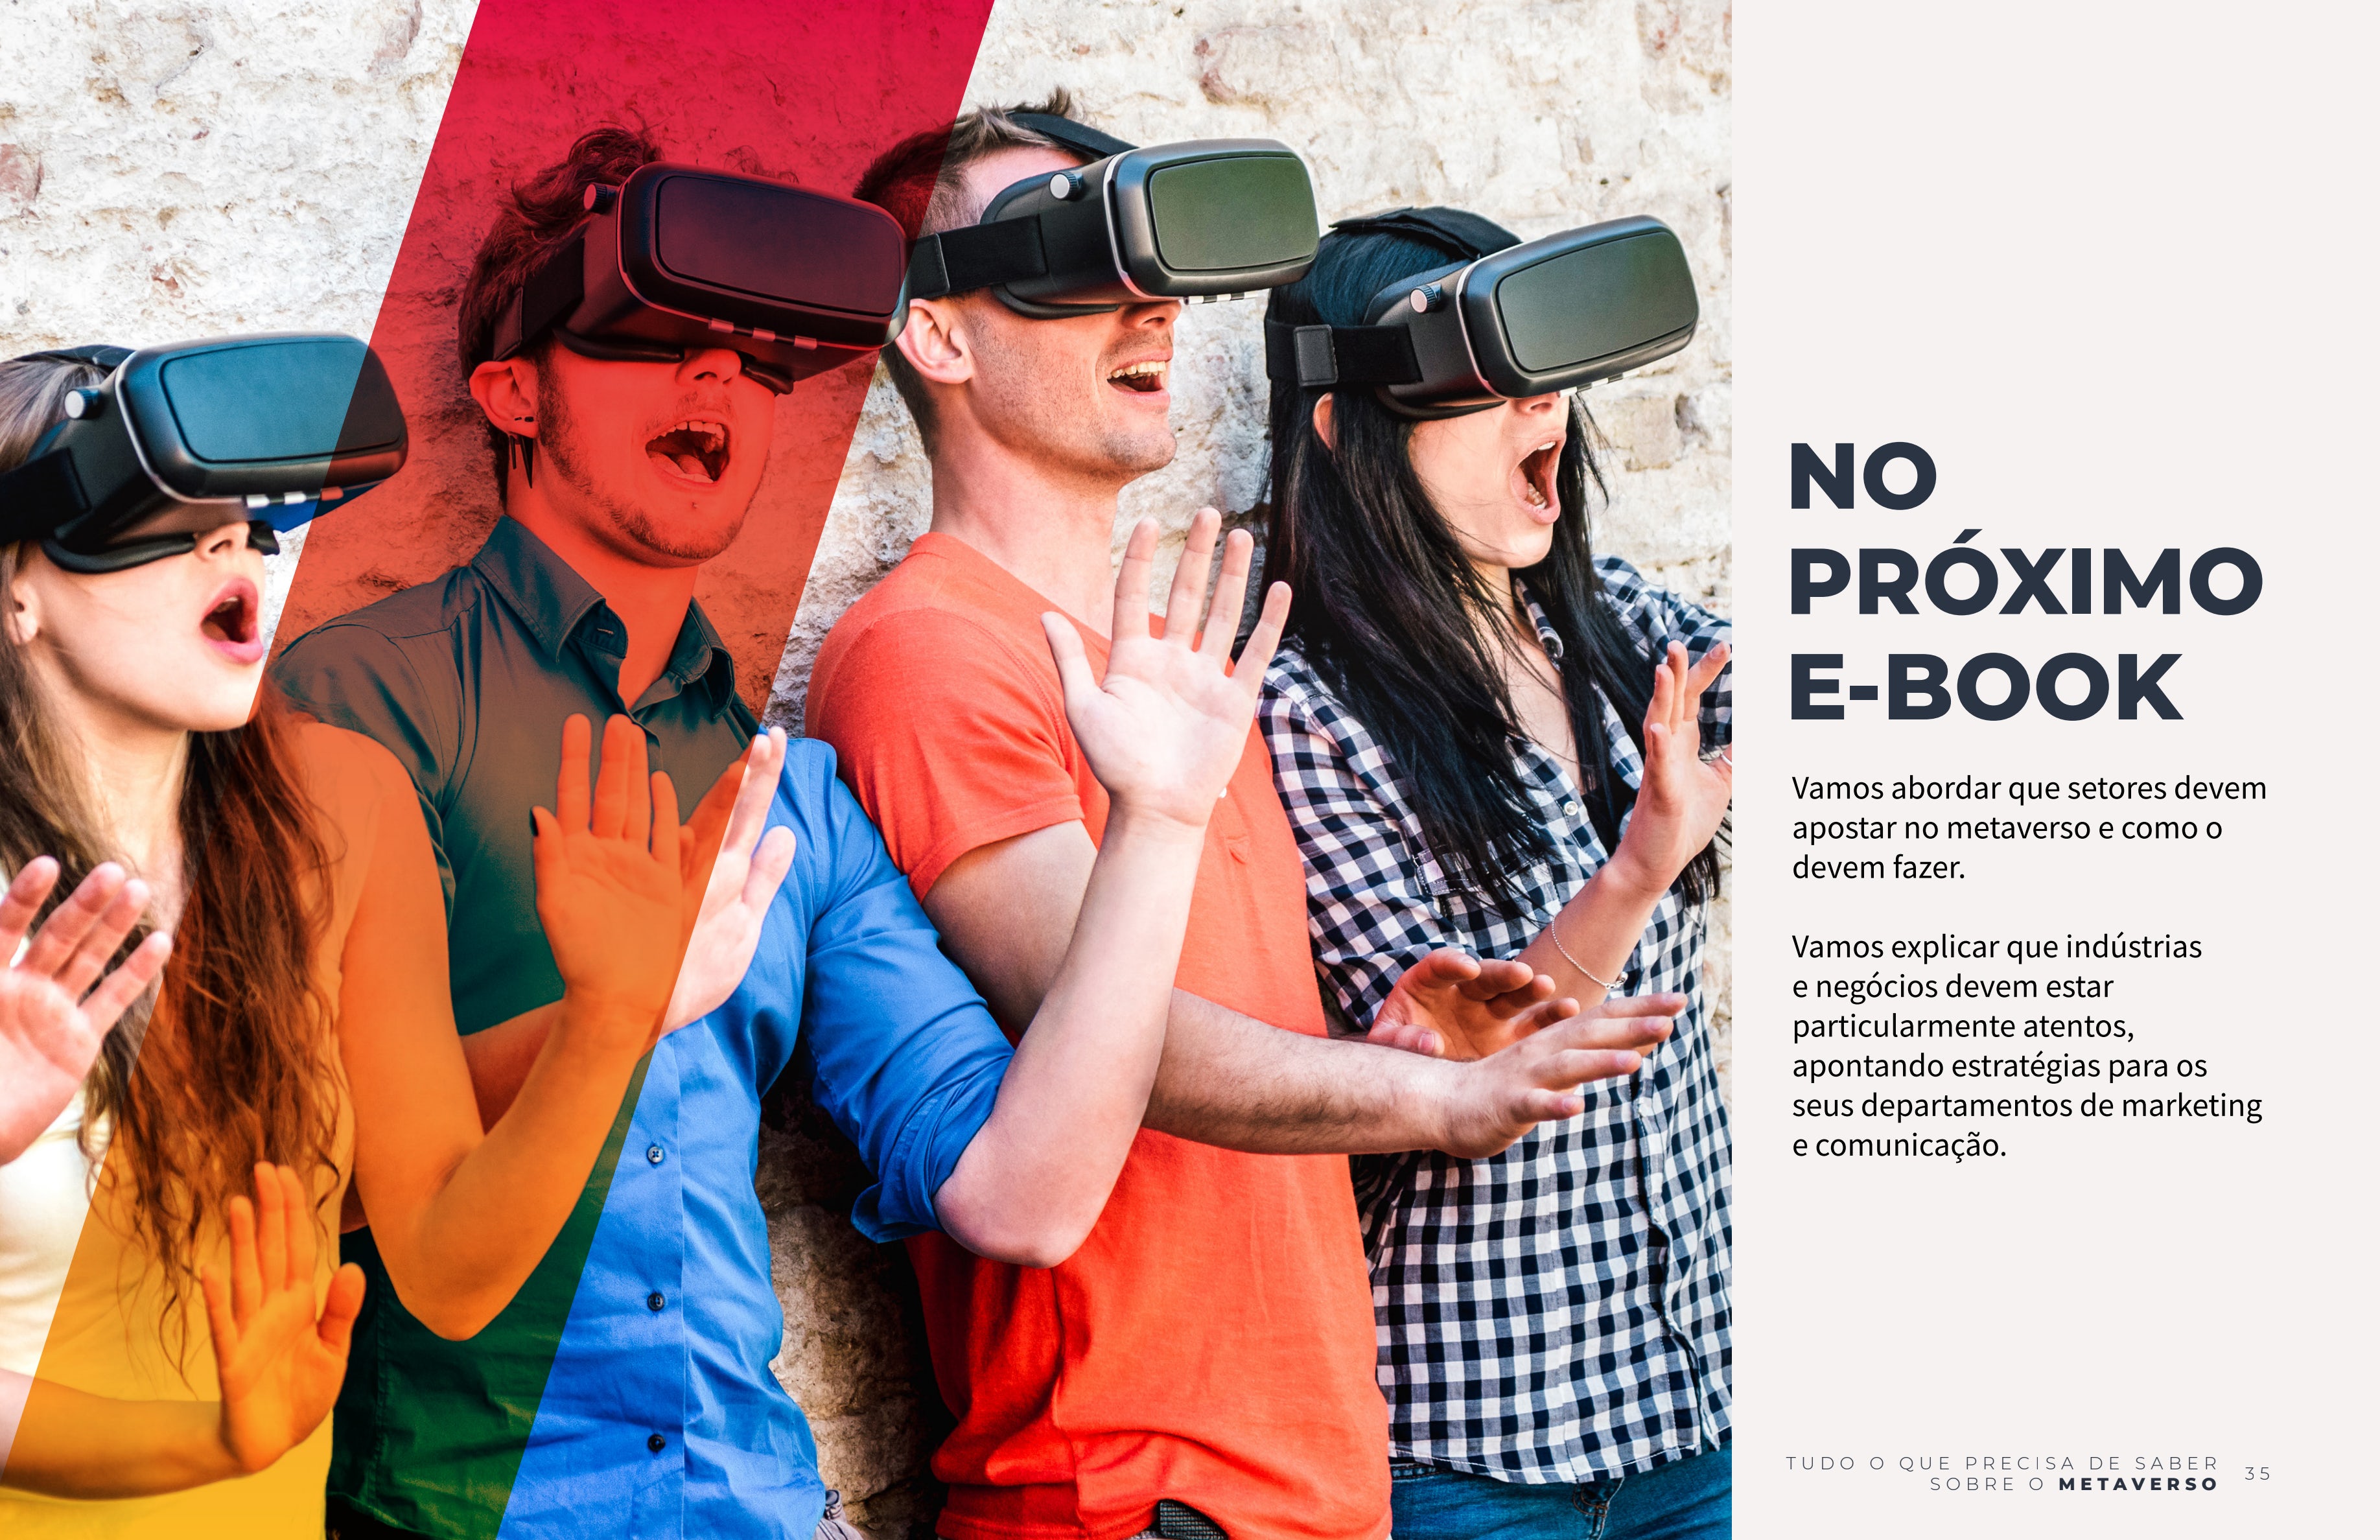 NO
PRÓXIMO
E-BOOK
Vamos abordar que setores devem
apostar no metaverso e como o
devem fazer.
Vamos explicar que indústrias
e negócios devem estar
particularmente atentos,
apontando estratégias para os
seus departamentos de marketing
e comunicação.
TUDO O QUE PRECISA DE SABER
SOBRE O METAVERSO
35